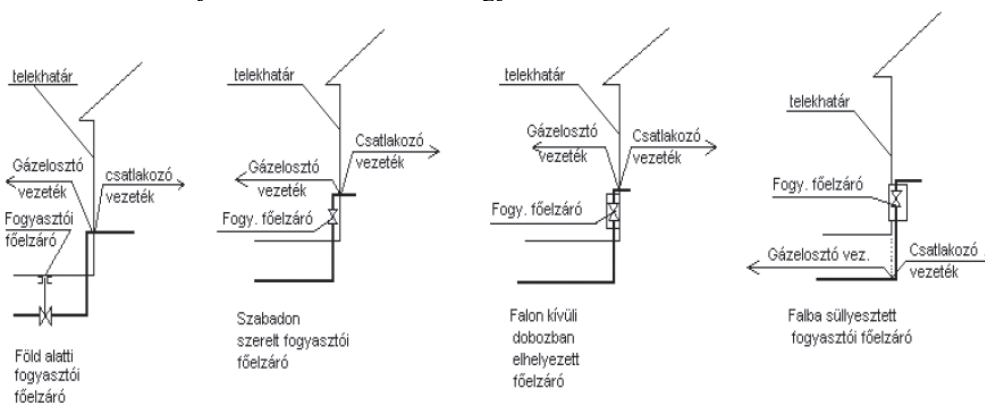 telekhatár
Gázelosztó
vezeték
csatlakozó
vezeték
Fogyasztói
főelzáró
Föld alatti
fogyasztói
főelzáró
telekhatár
Gázelosztó
vezeték
Csatlakozó
vezeték
Fogy. főelzáró
Szabadon
szerelt fogyasztói
főelzáró
telekhatár
Gázelosztó
vezeték
Csatlakozó
vezeték
Fogy. főelzáró
Falon kívüli
dobozban
elhelyezett
főelzáró
telekhatár
Fogy. főelzáró
Gázelosztó vez.
Csatlakozó
vezeték
Falba süllyesztett
fogyasztói főelzáró